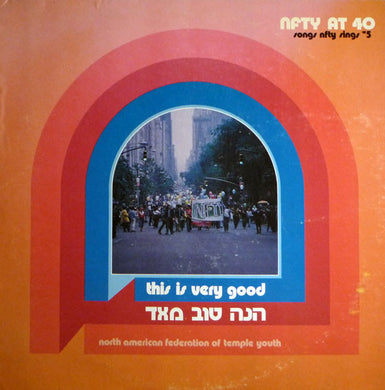 NFTY AT 40
songs nfty sings #5
this is very good
הנה טוב מאד
north american federation of temple youth